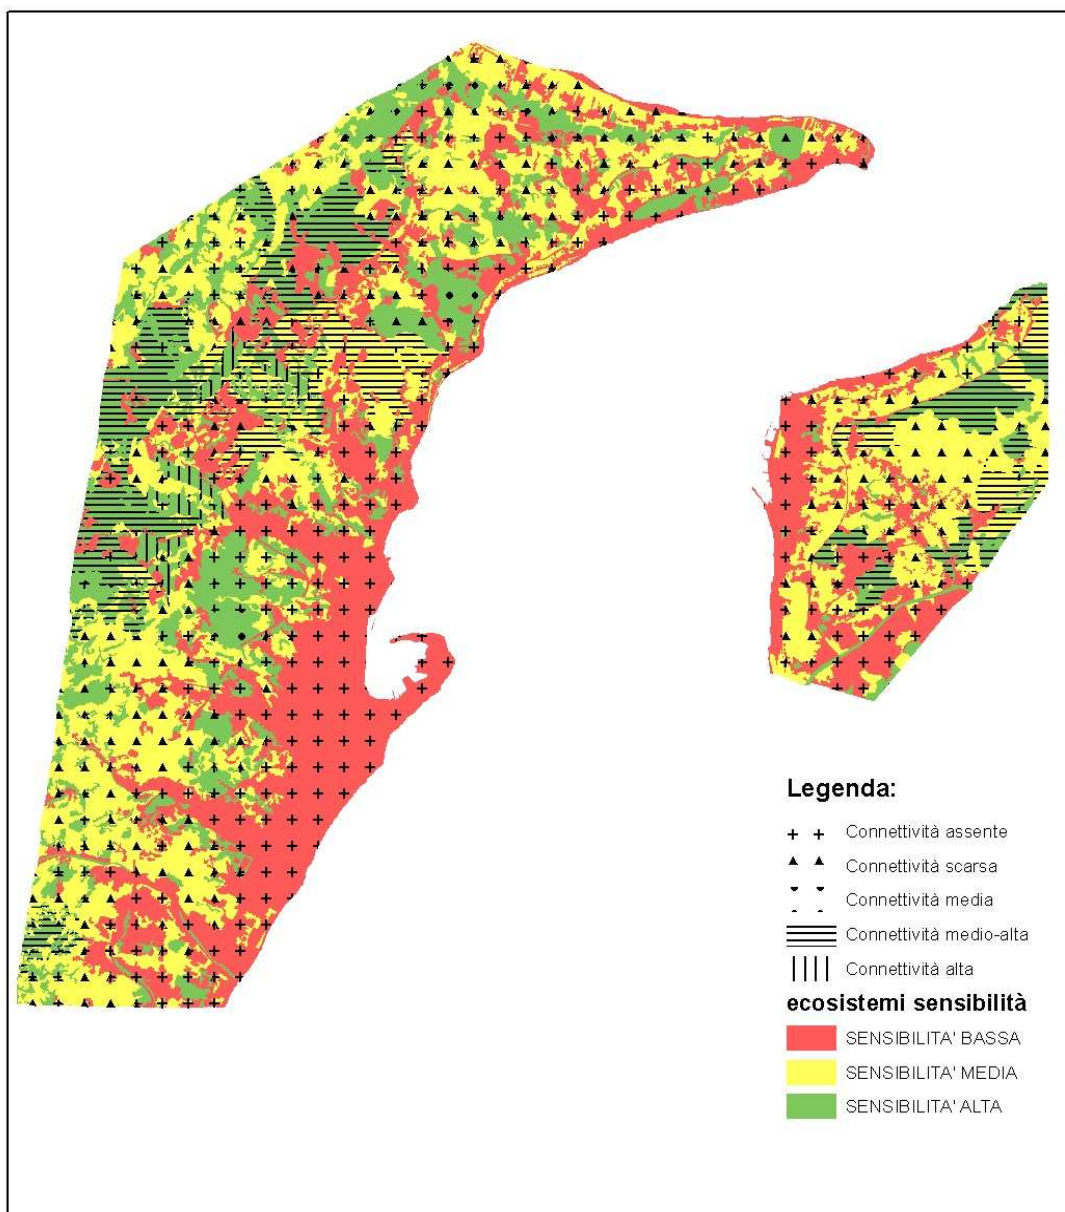 Legenda:
Connettività assente
Connettività scarsa
Connettività media
Connettività medio-alta
Connettività alta
ecosistemi sensibilità
SENSIBILITA' BASSA
SENSIBILITA' MEDIA
SENSIBILITA' ALTA